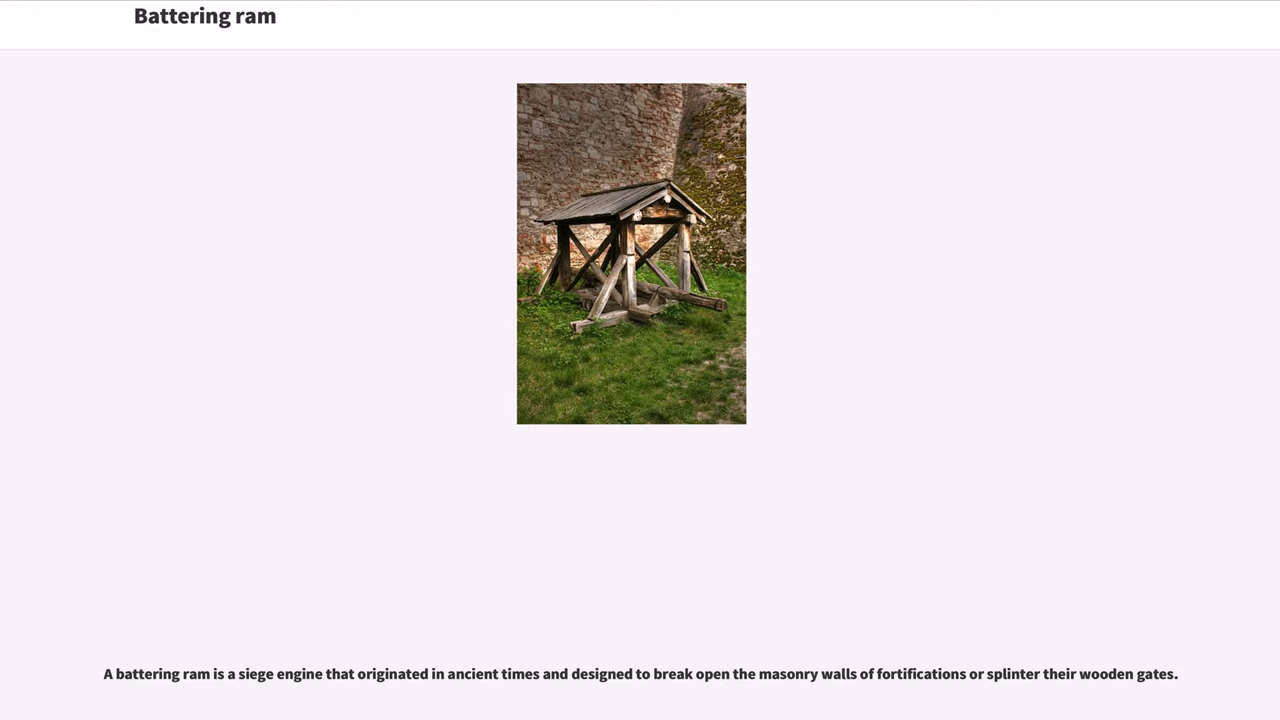 Battering ram
A battering ram is a siege engine that originated in ancient times and designed to break open the masonry walls of fortifications or splinter their wooden gates.